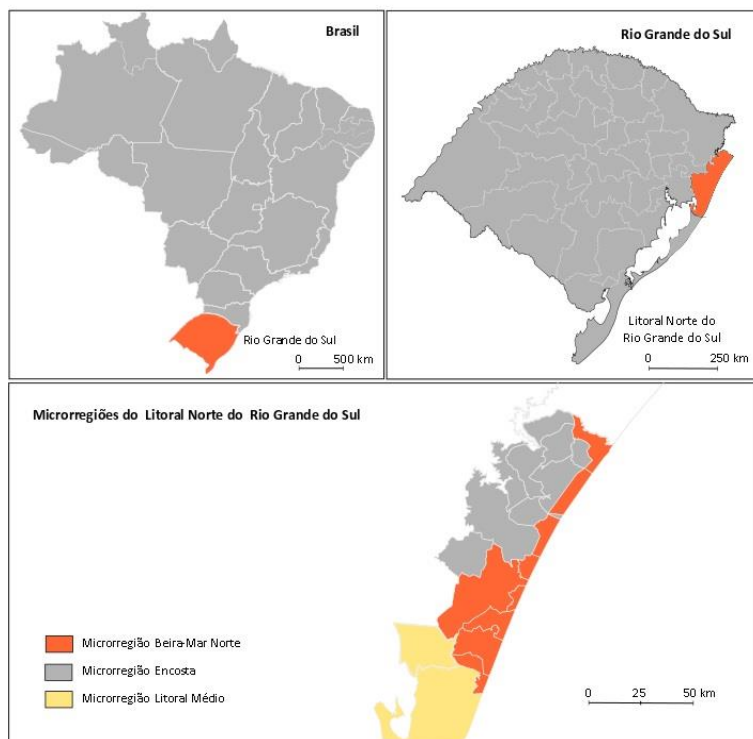 Brasil
Rio Grande do Sul
0 500 km
Rio Grande do Sul
Litoral Norte do
Rio Grande do Sul
0 250 km
Microrregiões do Litoral Norte do Rio Grande do Sul
Microrregião Beira-Mar Norte
Microrregião Encosta
Microrregião Litoral Médio
0 25 50 km